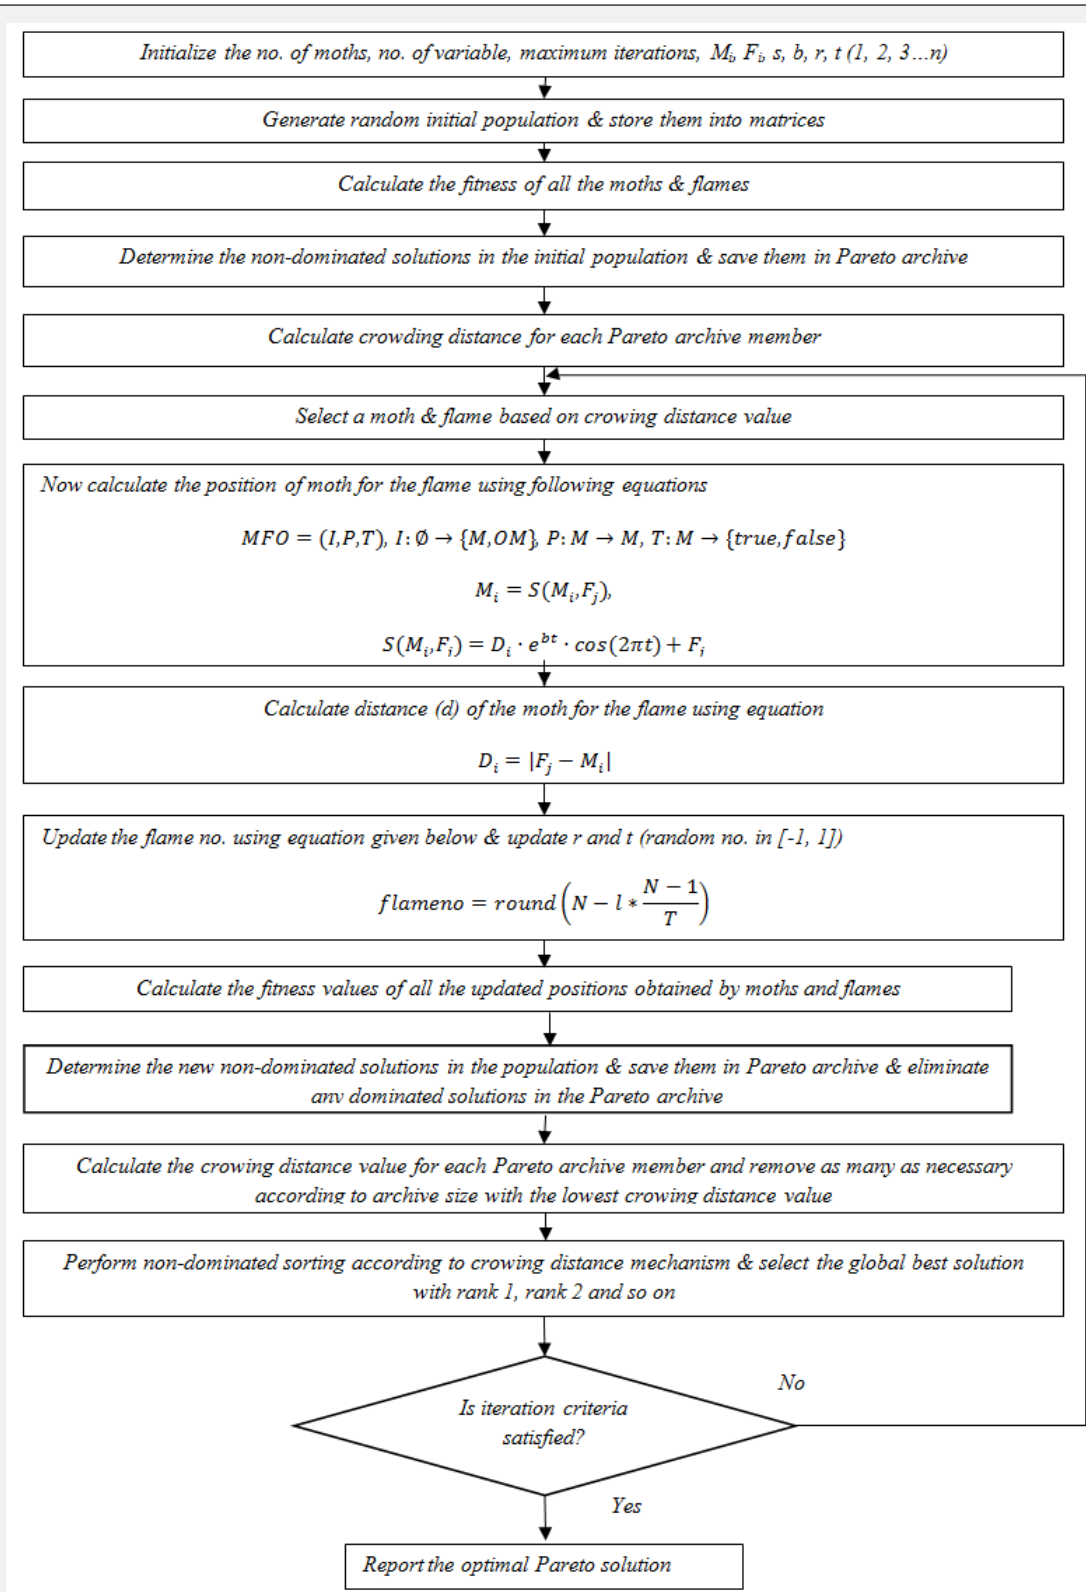 Initialize the no. of moths, no. of variable, maximum iterations, Mᵢ, Fᵢ, s, b, r, t (1, 2, 3…n)
Generate random initial population & store them into matrices
Calculate the fitness of all the moths & flames
Determine the non-dominated solutions in the initial population & save them in Pareto archive
Calculate crowding distance for each Pareto archive member
Select a moth & flame based on crowing distance value
Now calculate the position of moth for the flame using following equations
MFO = (I,P,T), I: Ø → {M,OM}, P: M → M, T: M → {true,false}
Mᵢ = S(Mᵢ,Fⱼ),
S(Mᵢ,Fⱼ) = Dᵢ · e^{bt} · cos(2πt) + Fⱼ
Calculate distance (d) of the moth for the flame using equation
Dᵢ = |Fⱼ − Mᵢ|
Update the flame no. using equation given below & update r and t (random no. in [-1, 1])
flameno = round(N − l * (N − 1)/T)
Calculate the fitness values of all the updated positions obtained by moths and flames
Determine the new non-dominated solutions in the population & save them in Pareto archive & eliminate
any dominated solutions in the Pareto archive
Calculate the crowing distance value for each Pareto archive member and remove as many as necessary
according to archive size with the lowest crowing distance value
Perform non-dominated sorting according to crowing distance mechanism & select the global best solution
with rank 1, rank 2 and so on
No
Is iteration criteria
satisfied?
Yes
Report the optimal Pareto solution